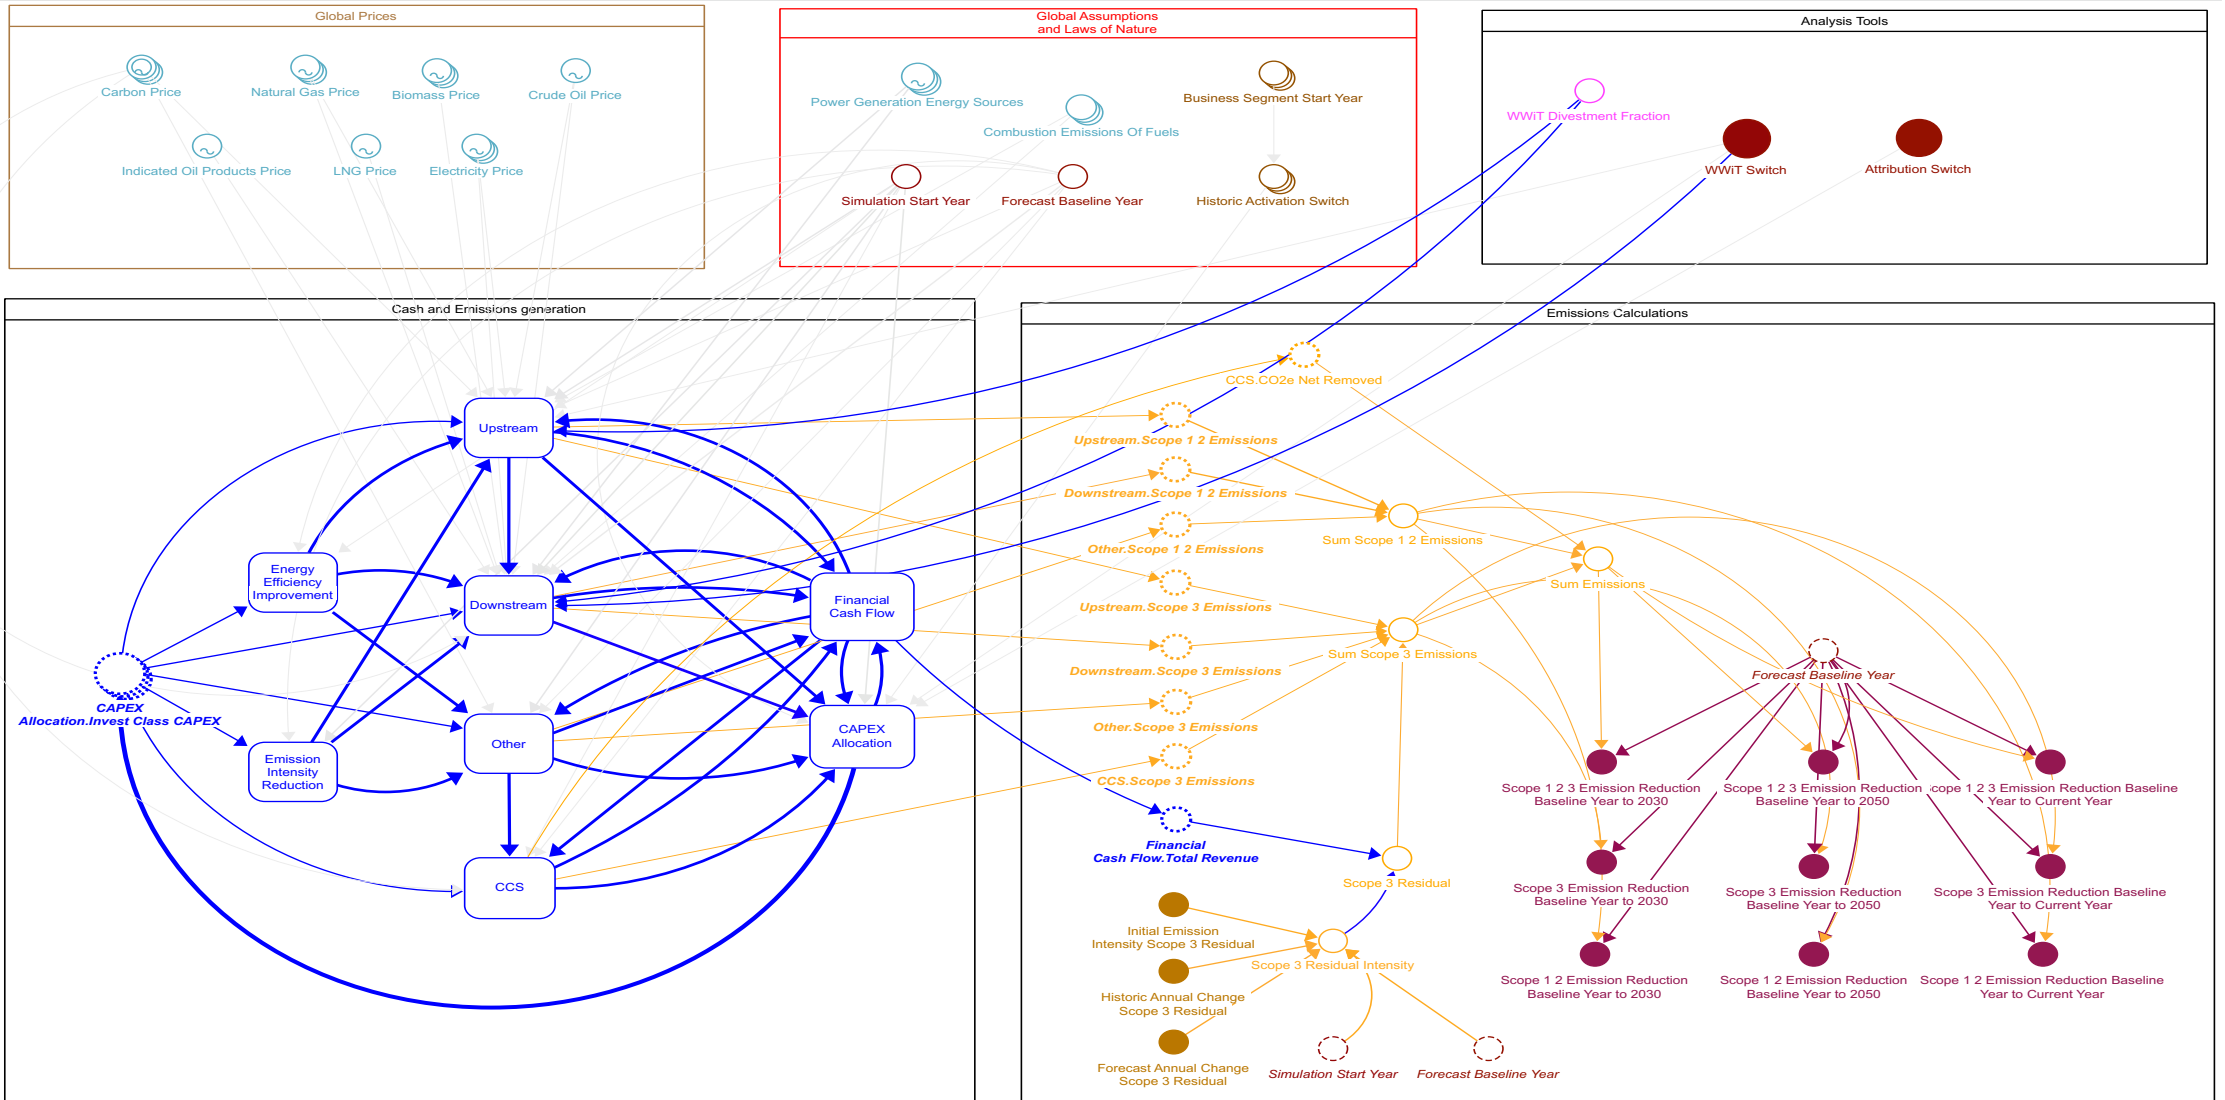 Global Prices
Carbon Price
Natural Gas Price
Biomass Price
Crude Oil Price
Indicated Oil Products Price
LNG Price
Electricity Price
Global Assumptions
and Laws of Nature
Power Generation Energy Sources
Combustion Emissions Of Fuels
Business Segment Start Year
Simulation Start Year
Forecast Baseline Year
Historic Activation Switch
Analysis Tools
WWiT Divestment Fraction
WWiT Switch
Attribution Switch
Cash and Emissions generation
Upstream
Energy
Efficiency
Improvement
Downstream
Financial
Cash Flow
CAPEX
Allocation.Invest Class CAPEX
Other
CAPEX
Allocation
Emission
Intensity
Reduction
CCS
Emissions Calculations
CCS.CO2e Net Removed
Upstream.Scope 1 2 Emissions
Downstream.Scope 1 2 Emissions
Other.Scope 1 2 Emissions
Sum Scope 1 2 Emissions
Sum Emissions
Upstream.Scope 3 Emissions
Sum Scope 3 Emissions
Downstream.Scope 3 Emissions
Other.Scope 3 Emissions
CCS.Scope 3 Emissions
Forecast Baseline Year
Financial
Cash Flow.Total Revenue
Scope 3 Residual
Initial Emission
Intensity Scope 3 Residual
Scope 3 Residual Intensity
Historic Annual Change
Scope 3 Residual
Forecast Annual Change
Scope 3 Residual
Simulation Start Year
Forecast Baseline Year
Scope 1 2 3 Emission Reduction
Baseline Year to 2030
Scope 1 2 3 Emission Reduction
Baseline Year to 2050
cope 1 2 3 Emission Reduction Baseline
Year to Current Year
Scope 3 Emission Reduction
Baseline Year to 2030
Scope 3 Emission Reduction
Baseline Year to 2050
Scope 3 Emission Reduction Baseline
Year to Current Year
Scope 1 2 Emission Reduction
Baseline Year to 2030
Scope 1 2 Emission Reduction
Baseline Year to 2050
Scope 1 2 Emission Reduction Baseline
Year to Current Year